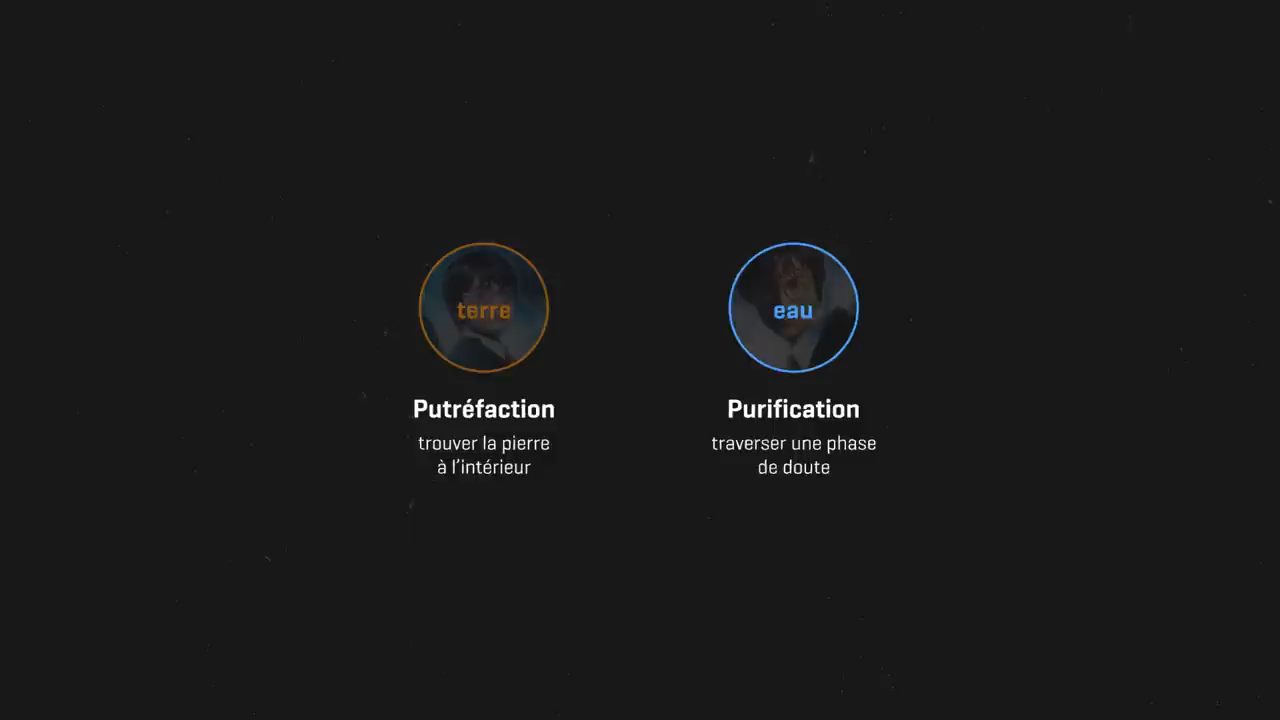 terre
eau
Putréfaction
Purification
trouver la pierre
à l’intérieur
traverser une phase
de doute